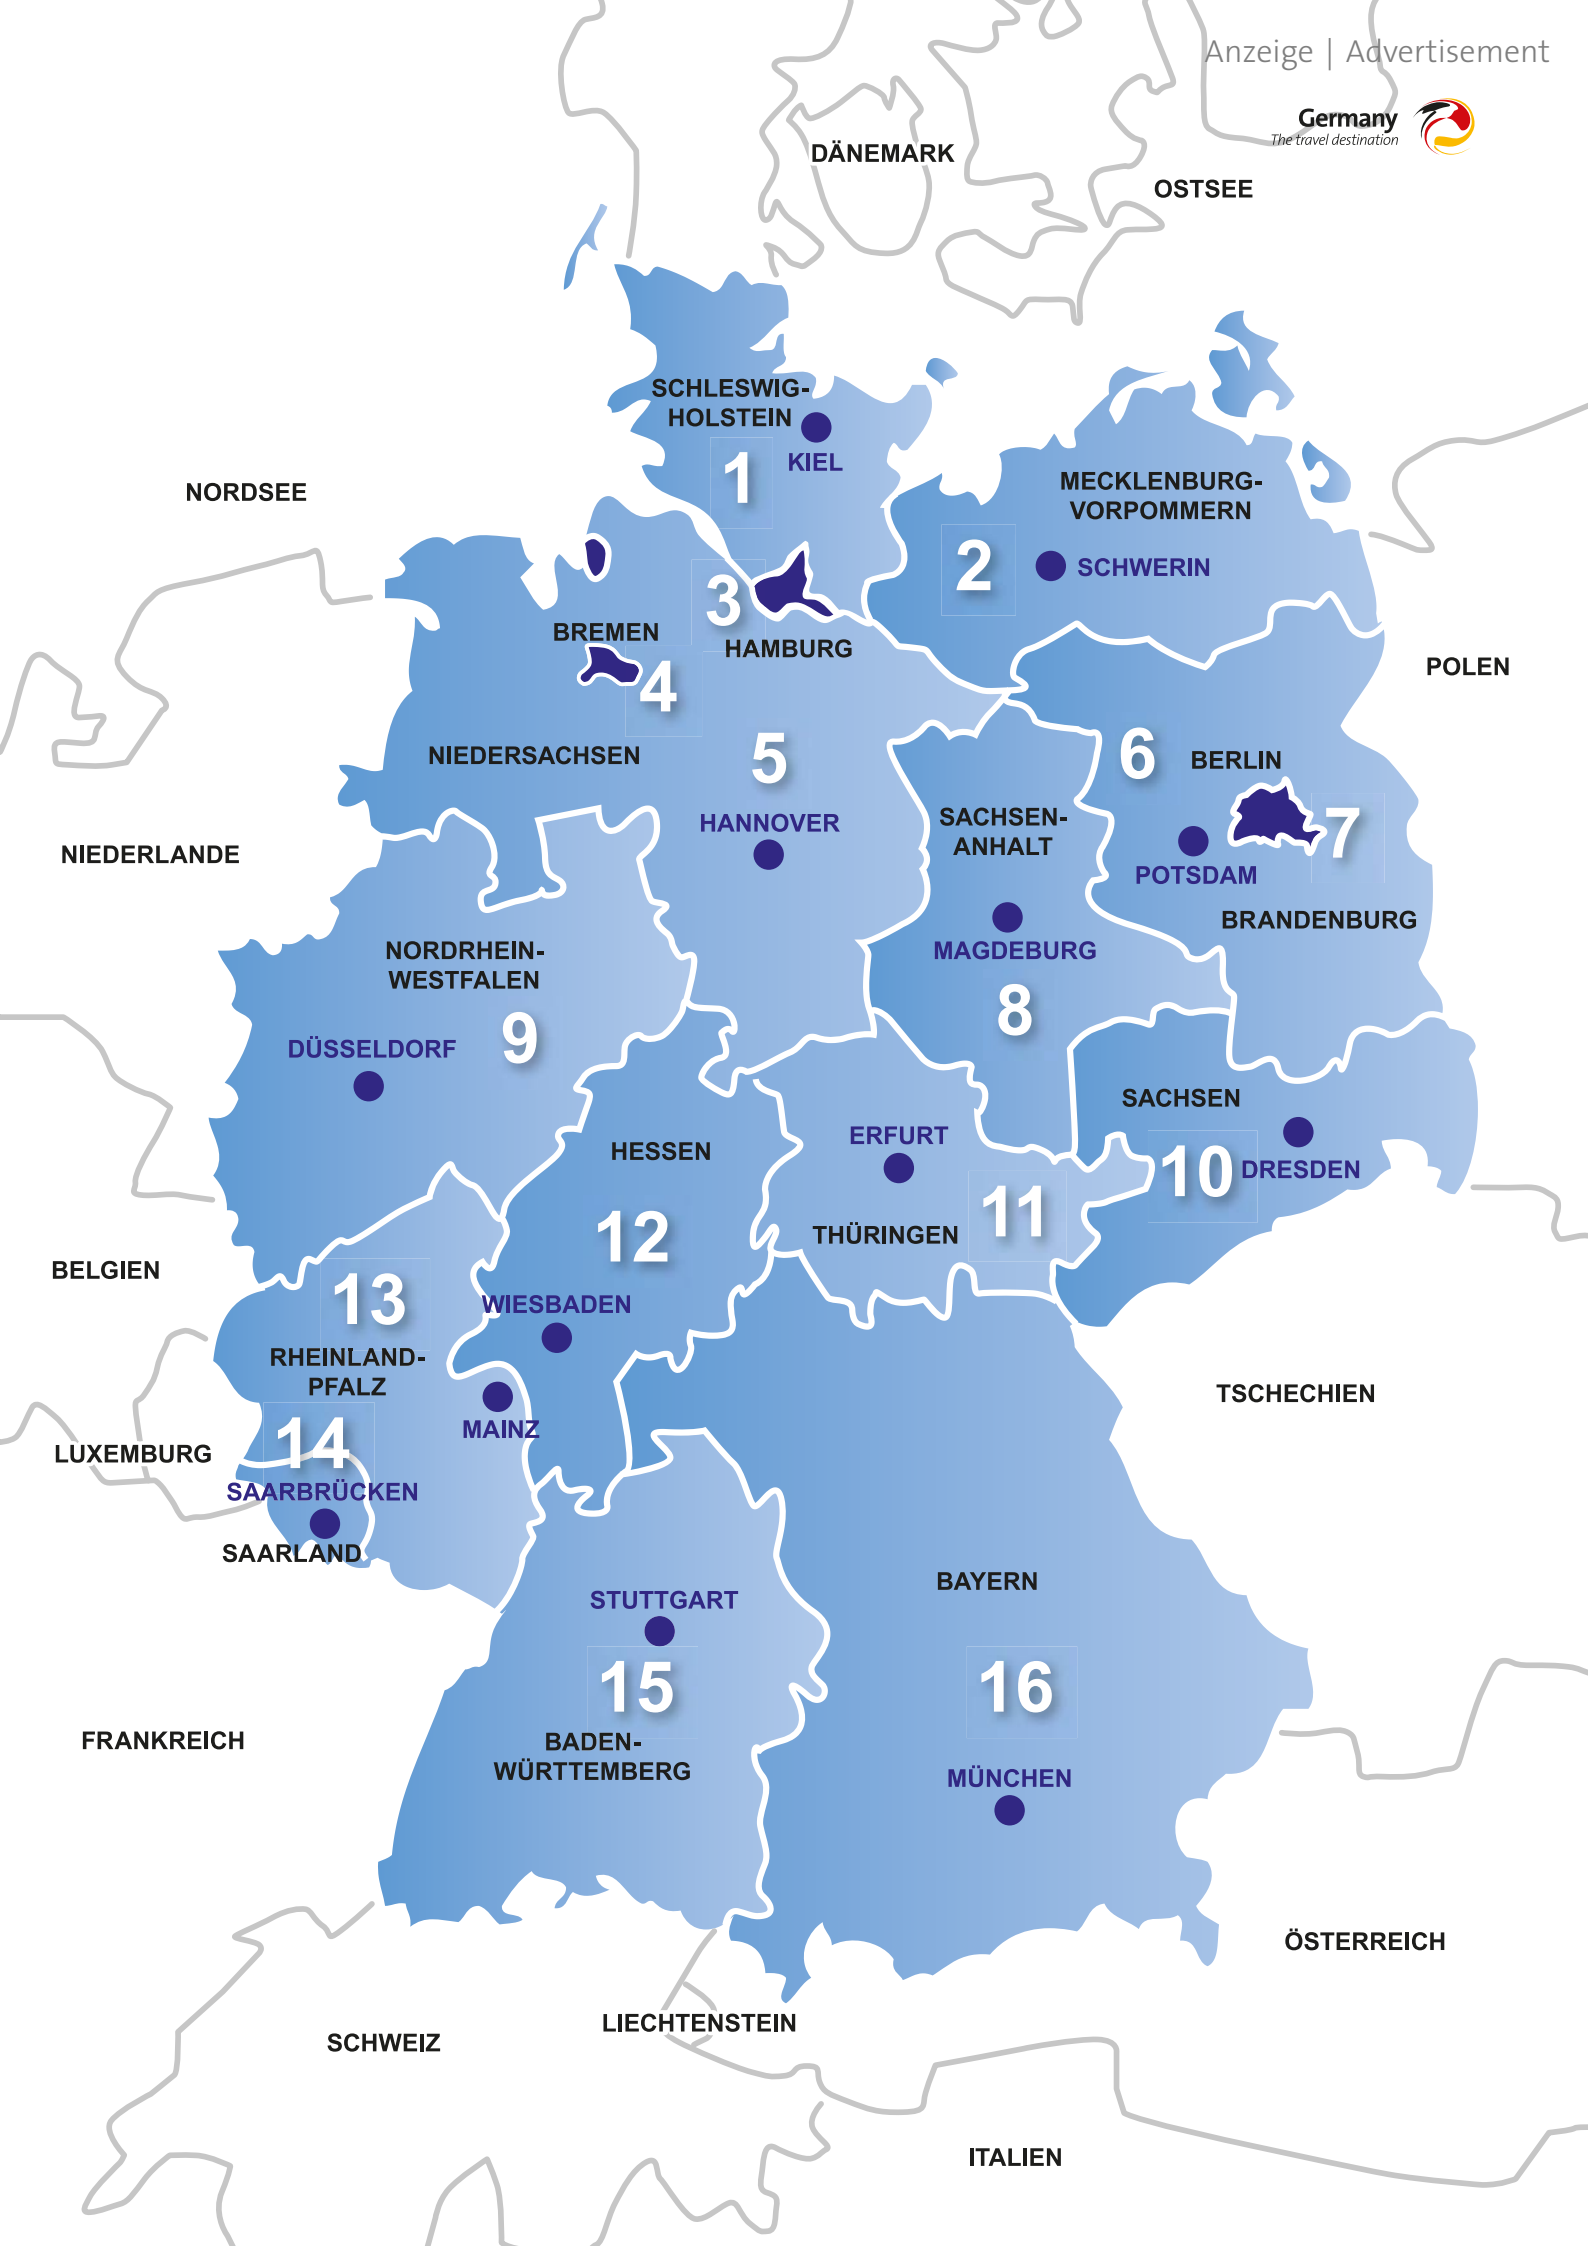 Anzeige | Advertisement
Germany
The travel destination
DÄNEMARK
OSTSEE
SCHLESWIG-
HOLSTEIN
KIEL
1
NORDSEE
MECKLENBURG-
VORPOMMERN
2
SCHWERIN
3
HAMBURG
BREMEN
4
POLEN
NIEDERSACHSEN
5
HANNOVER
6
BERLIN
7
POTSDAM
BRANDENBURG
SACHSEN-
ANHALT
MAGDEBURG
8
NIEDERLANDE
NORDRHEIN-
WESTFALEN
9
DÜSSELDORF
SACHSEN
10
DRESDEN
ERFURT
11
THÜRINGEN
HESSEN
12
WIESBADEN
BELGIEN
13
RHEINLAND-
PFALZ
MAINZ
LUXEMBURG
14
SAARBRÜCKEN
SAARLAND
TSCHECHIEN
STUTTGART
15
BADEN-
WÜRTTEMBERG
BAYERN
16
MÜNCHEN
FRANKREICH
ÖSTERREICH
LIECHTENSTEIN
SCHWEIZ
ITALIEN